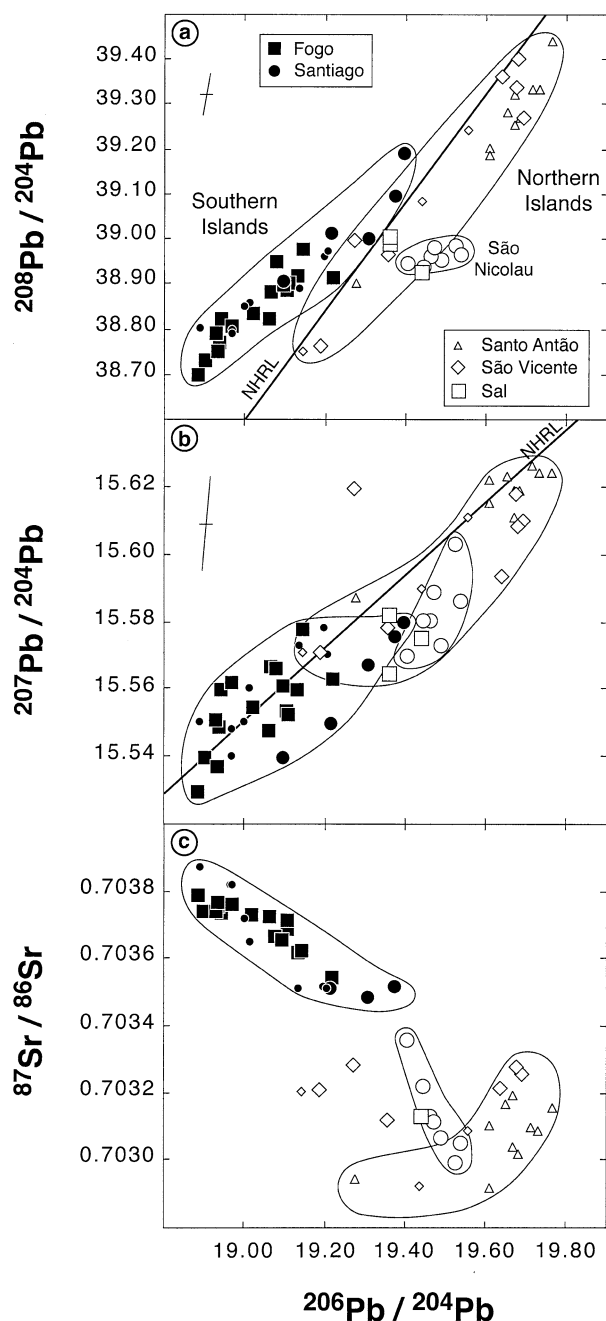 a
Fogo
Santiago
39.40
39.30
39.20
39.10
39.00
38.90
38.80
38.70
208Pb / 204Pb
Southern
Islands
Northern
Islands
São
Nicolau
NHRL
Santo Antão
São Vicente
Sal
b
NHRL
15.62
15.60
15.58
15.56
15.54
207Pb / 204Pb
c
0.7038
0.7036
0.7034
0.7032
0.7030
87Sr / 86Sr
19.00
19.20
19.40
19.60
19.80
206Pb / 204Pb